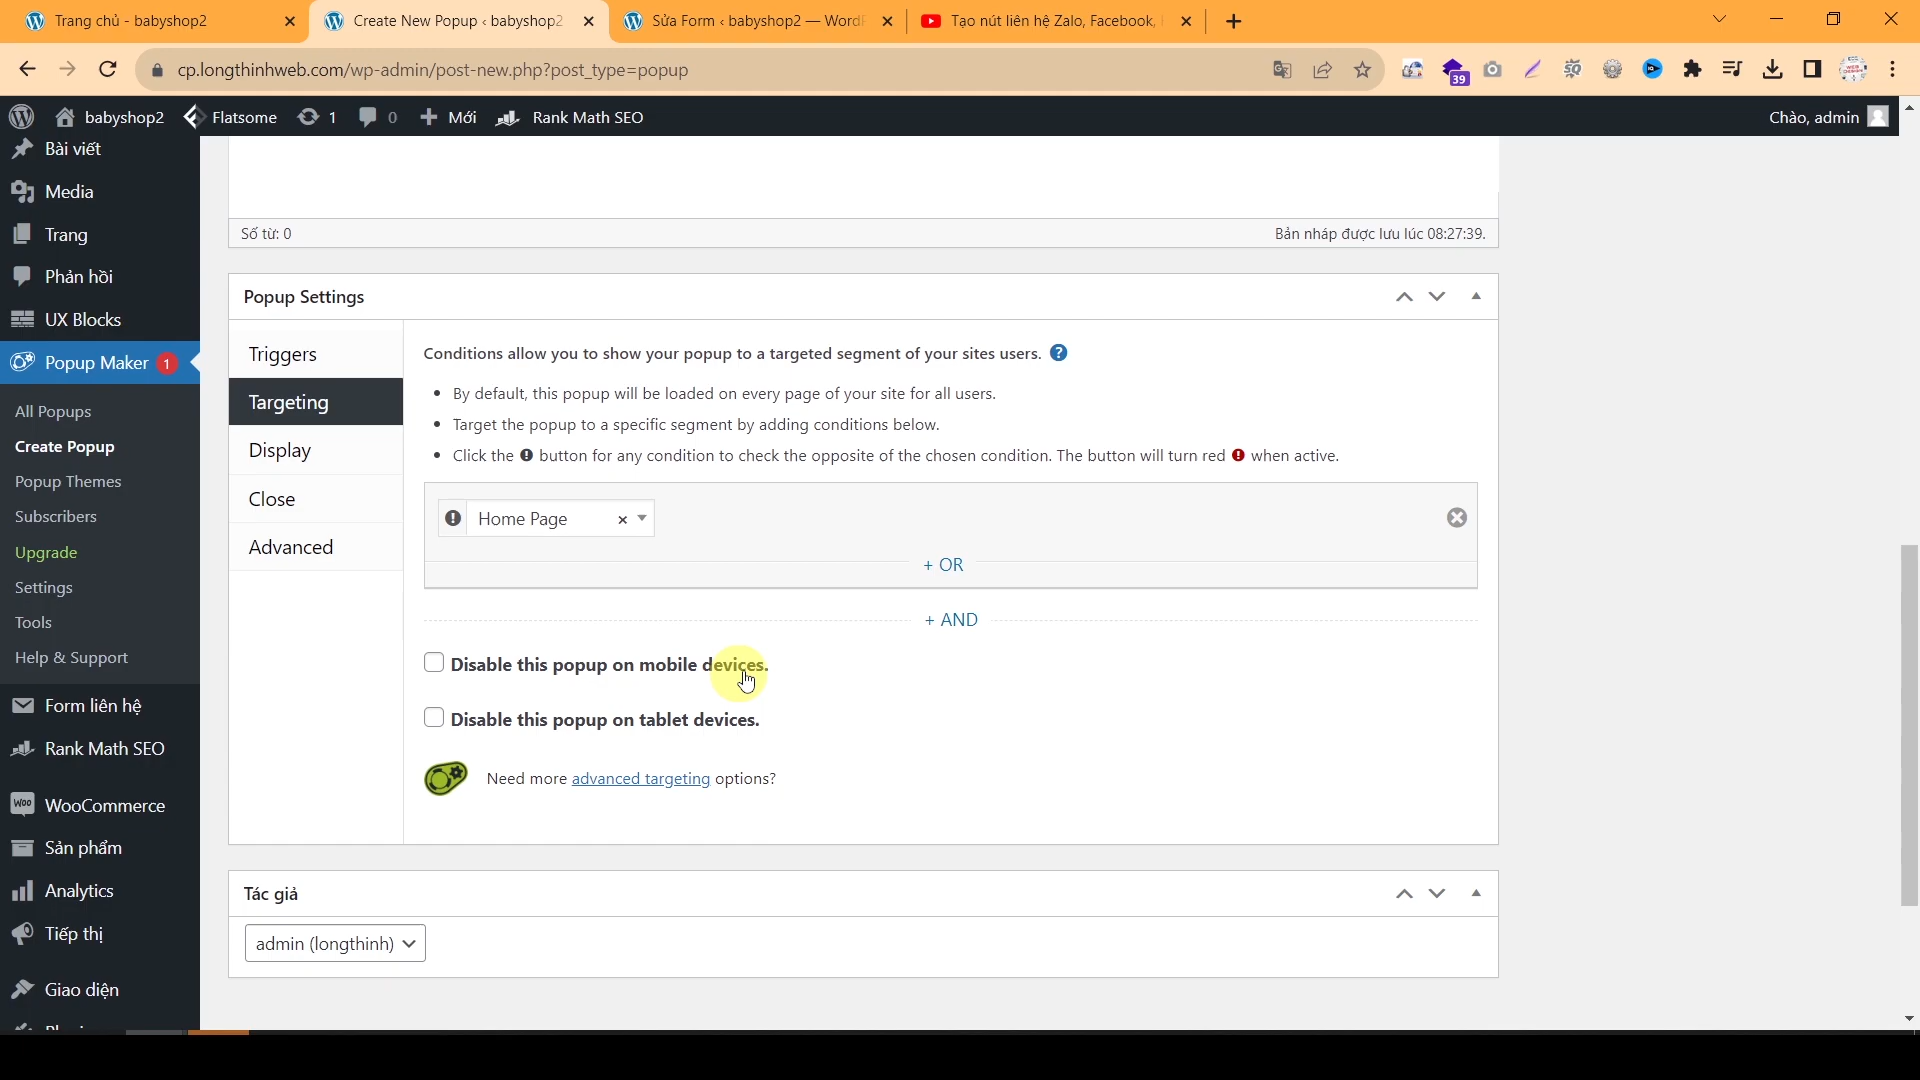 Trang chủ - babyshop2
Create New Popup ‹ babyshop2
Sửa Form ‹ babyshop2 — WordF
Tạo nút liên hệ Zalo, Facebook,
cp.longthinhweb.com/wp-admin/post-new.php?post_type=popup
39
babyshop2
Flatsome
1
0
Mới
Rank Math SEO
Chào, admin
Bài viết
Media
Trang
Phản hồi
UX Blocks
Popup Maker 1
All Popups
Create Popup
Popup Themes
Subscribers
Upgrade
Settings
Tools
Help & Support
Form liên hệ
Rank Math SEO
WooCommerce
Sản phẩm
Analytics
Tiếp thị
Giao diện
Số từ: 0
Bản nháp được lưu lúc 08:27:39.
Popup Settings
Triggers
Targeting
Display
Close
Advanced
Conditions allow you to show your popup to a targeted segment of your sites users.
By default, this popup will be loaded on every page of your site for all users.
Target the popup to a specific segment by adding conditions below.
Click the ! button for any condition to check the opposite of the chosen condition. The button will turn red ! when active.
Home Page × 
+ OR
+ AND
Disable this popup on mobile devices.
Disable this popup on tablet devices.
Need more advanced targeting options?
Tác giả
admin (longthinh)